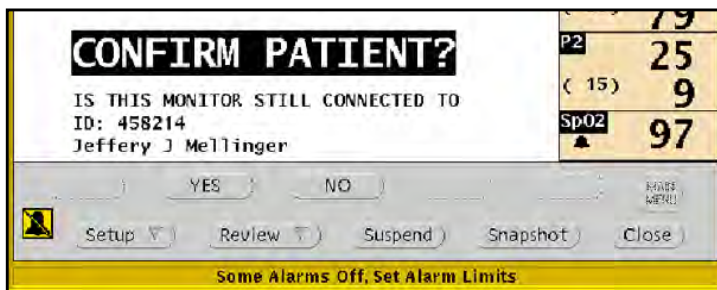 79
CONFIRM PATIENT?
P2
25
( 15)
9
IS THIS MONITOR STILL CONNECTED TO
ID: 458214
Jeffery J Mellinger
SpO2
97
YES
NO
MAIN
MENU
Setup
Review
Suspend
Snapshot
Close
Some Alarms Off, Set Alarm Limits